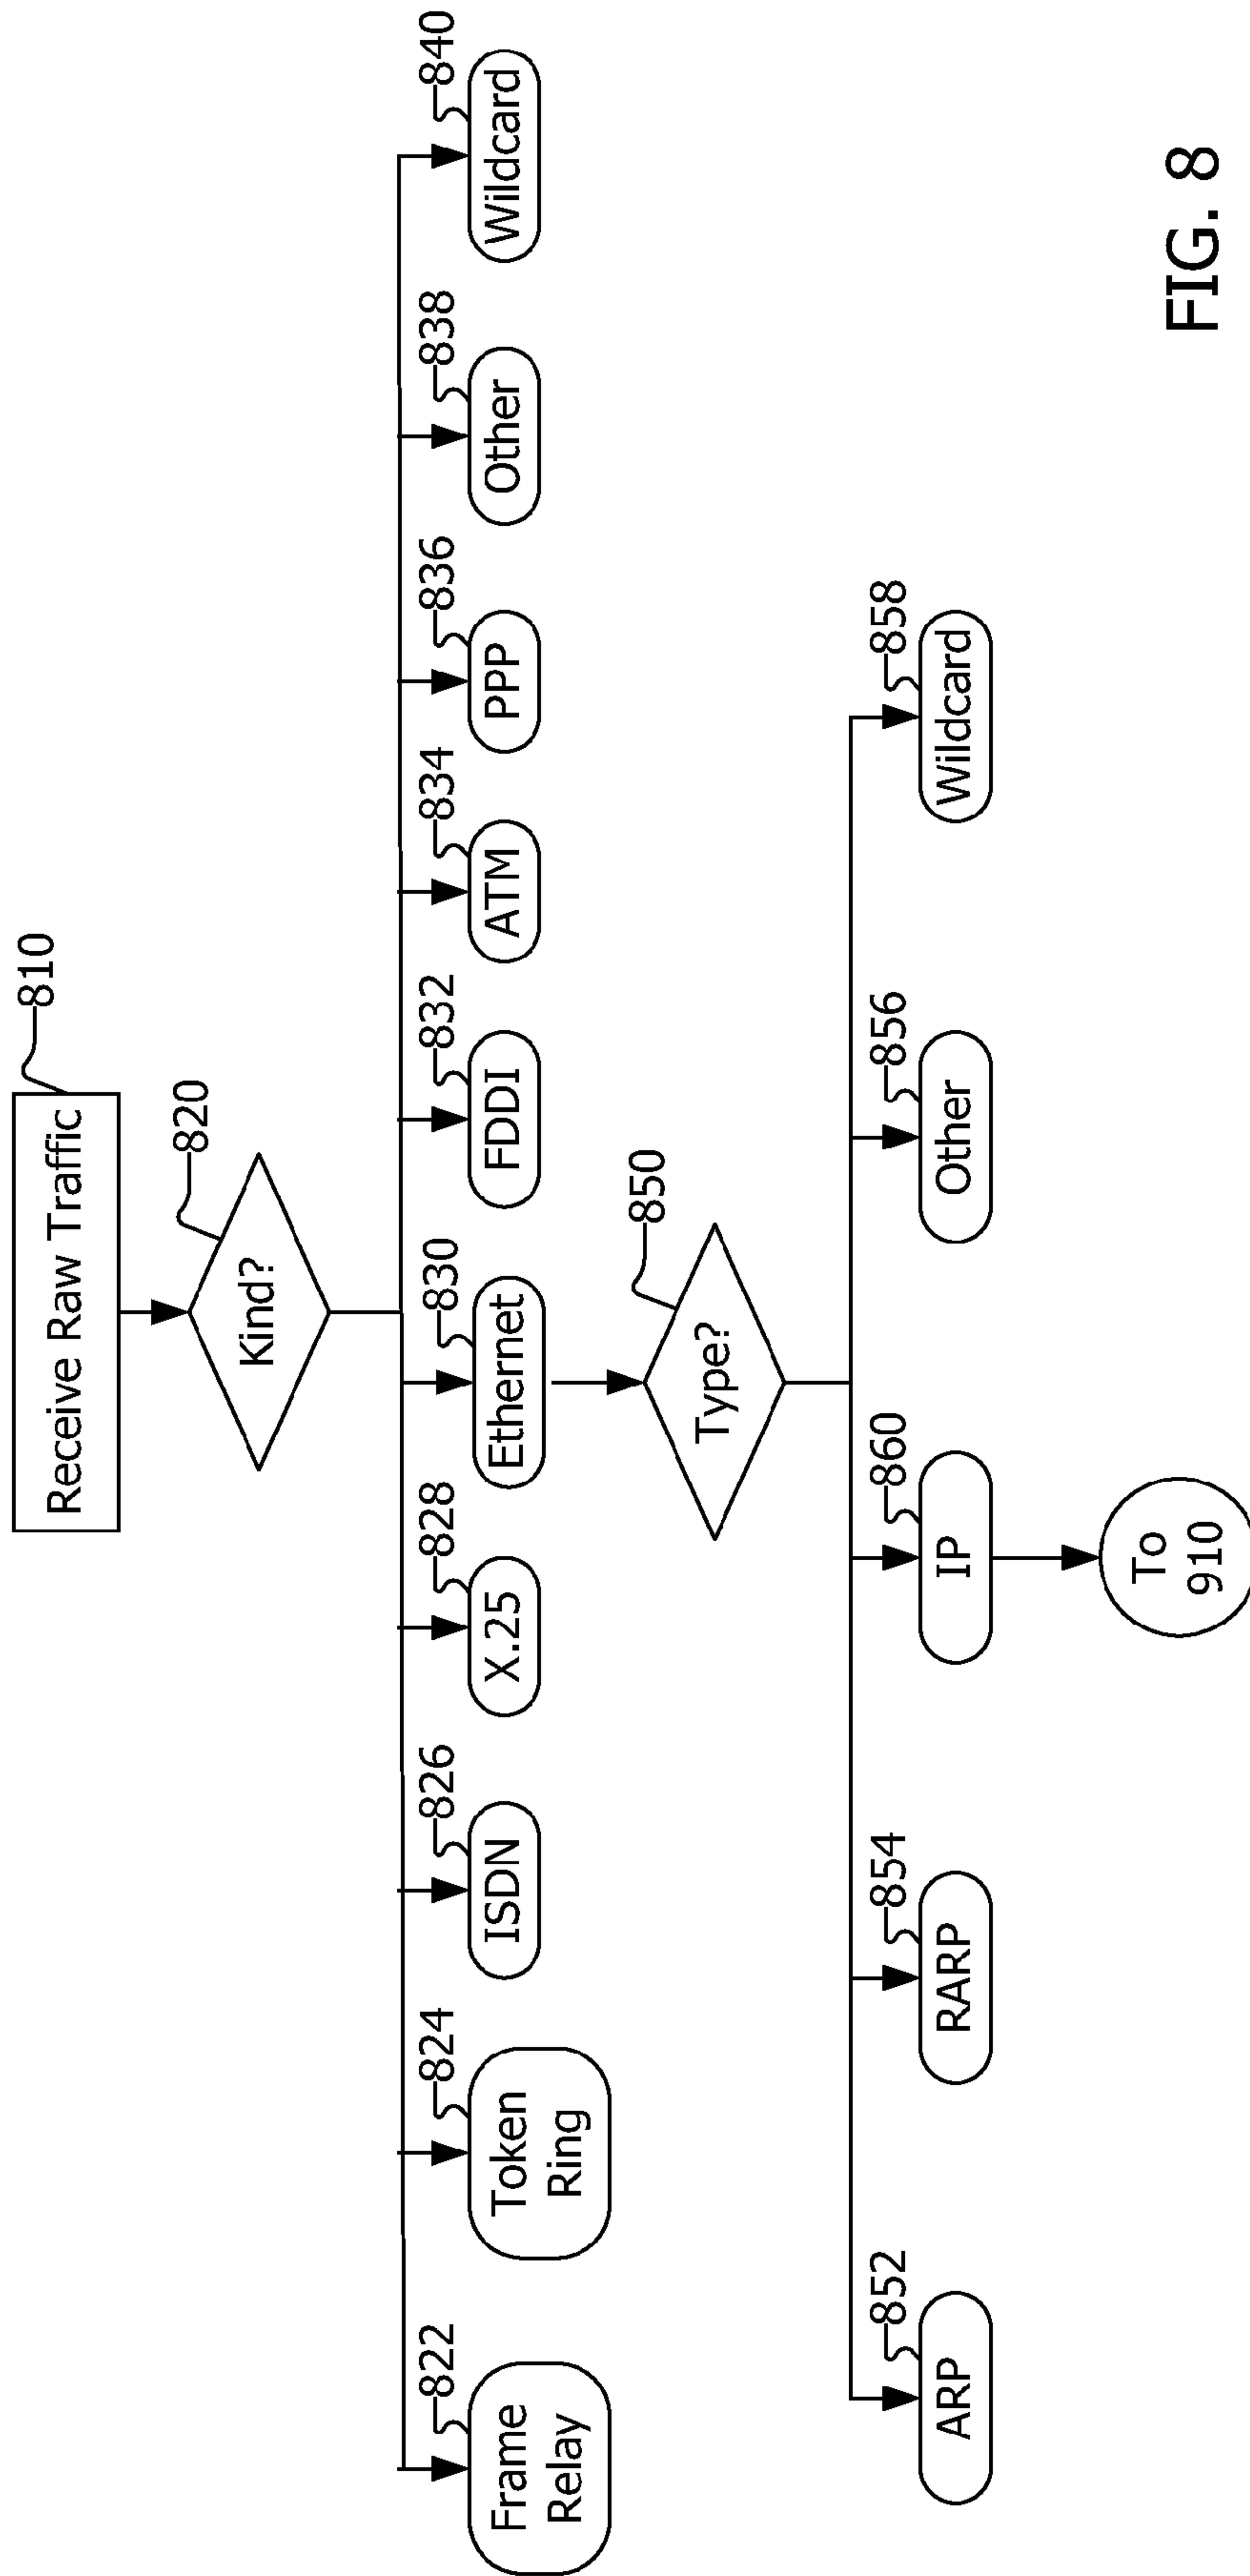 Receive Raw Traffic
810
Kind?
820
822
824
826
828
830
832
834
836
838
840
Frame
Relay
Token
Ring
ISDN
X.25
Ethernet
FDDI
ATM
PPP
Other
Wildcard
Type?
850
852
854
860
856
858
ARP
RARP
IP
Other
Wildcard
To
910
FIG. 8